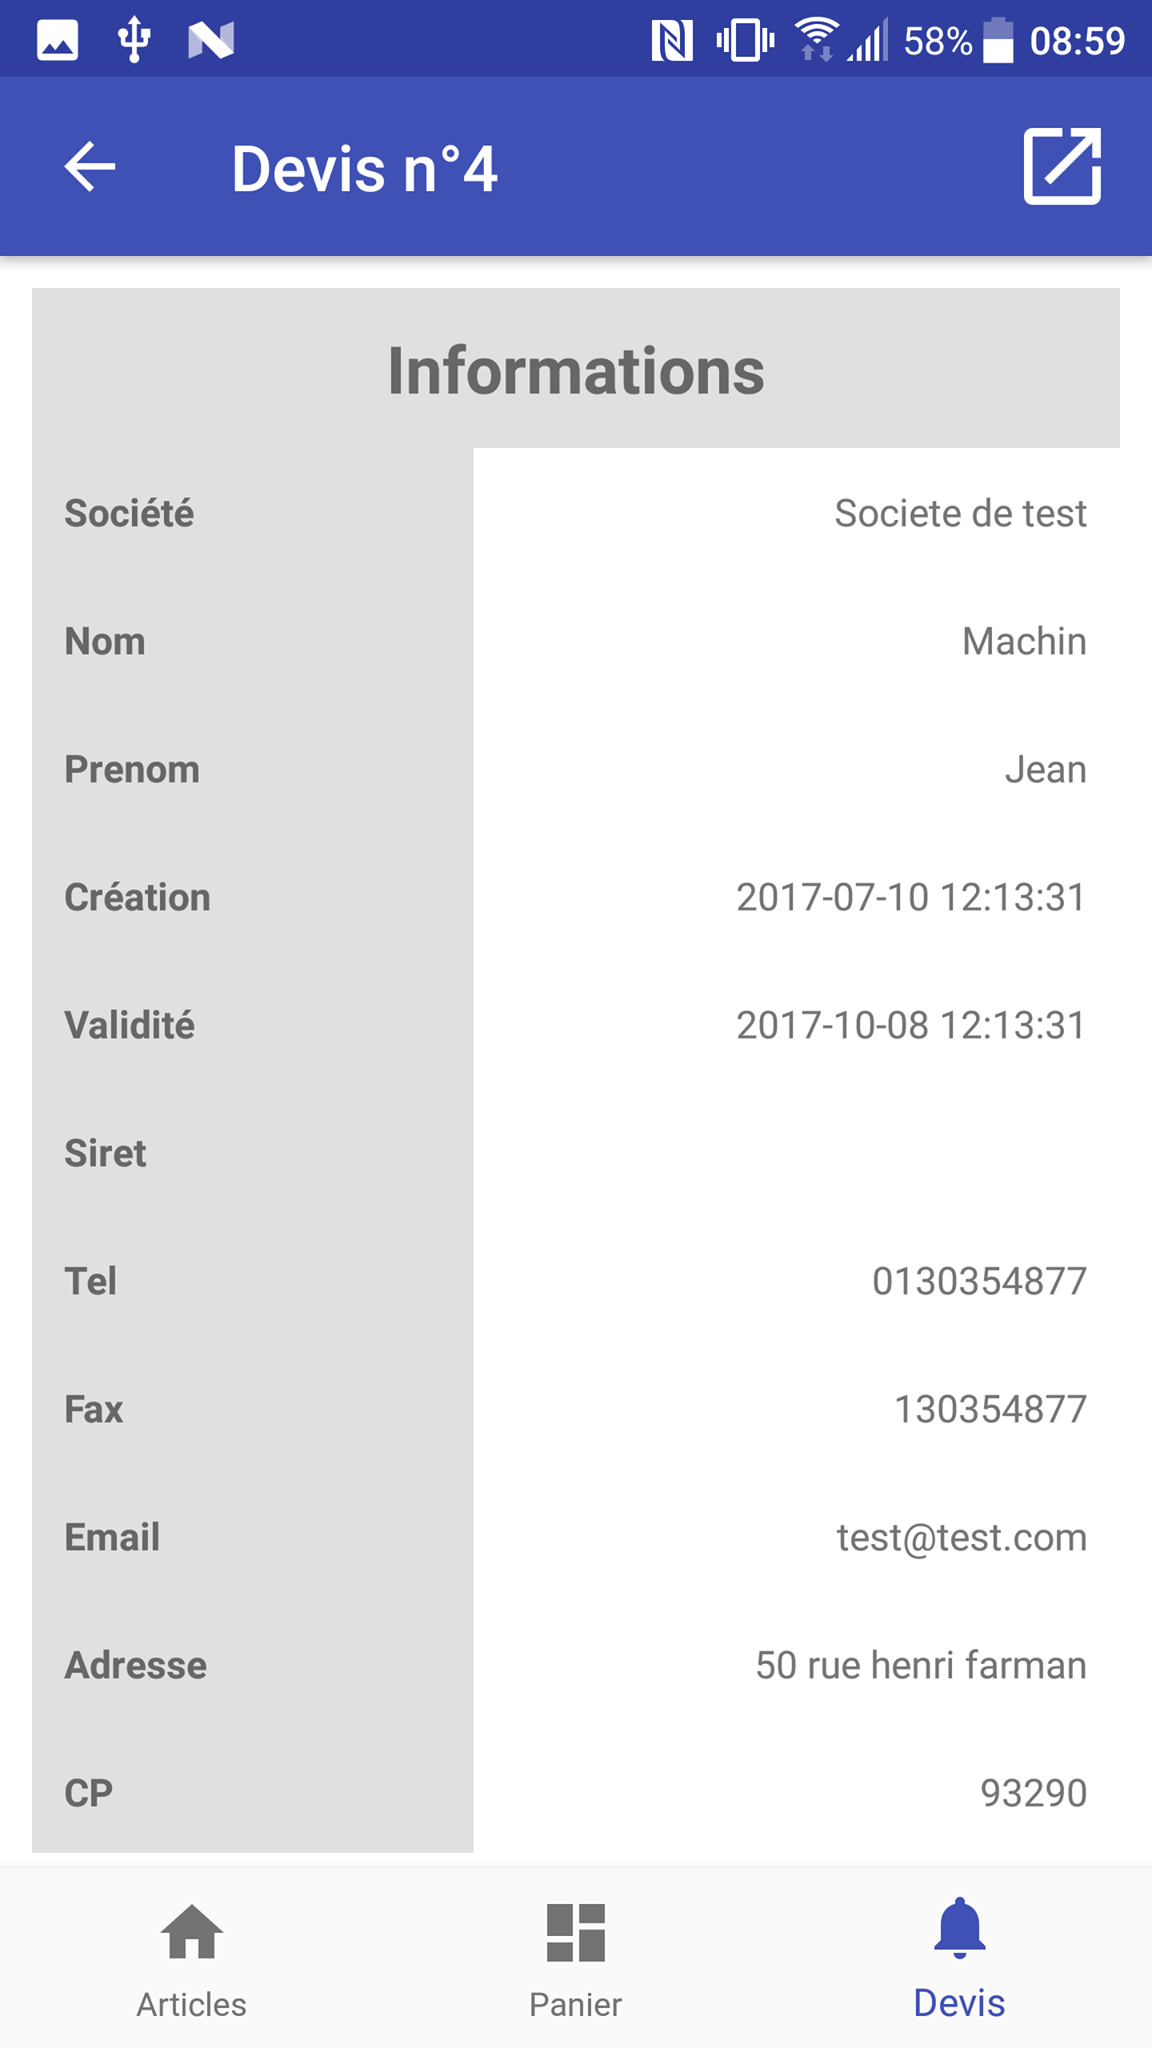 58% 08:59
Devis n°4
Informations
Société Societe de test
Nom Machin
Prenom Jean
Création 2017-07-10 12:13:31
Validité 2017-10-08 12:13:31
Siret
Tel 0130354877
Fax 130354877
Email test@test.com
Adresse 50 rue henri farman
CP 93290
Articles Panier Devis